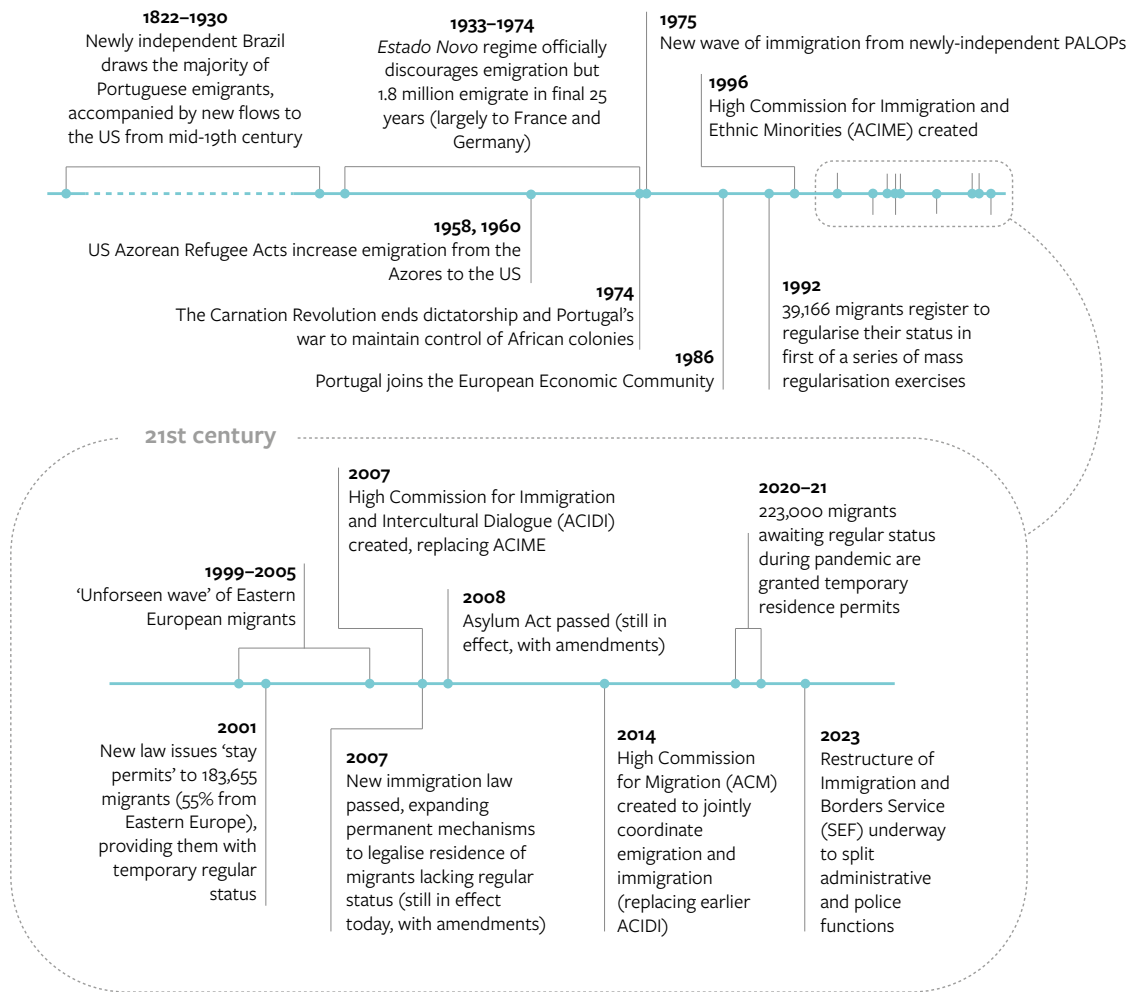 1822–1930
Newly independent Brazil
draws the majority of
Portuguese emigrants,
accompanied by new flows to
the US from mid-19th century
1933–1974
Estado Novo regime officially
discourages emigration but
1.8 million emigrate in final 25
years (largely to France and
Germany)
1975
New wave of immigration from newly-independent PALOPs
1996
High Commission for Immigration and
Ethnic Minorities (ACIME) created
1958, 1960
US Azorean Refugee Acts increase emigration from the
Azores to the US
1974
The Carnation Revolution ends dictatorship and Portugal's
war to maintain control of African colonies
1986
Portugal joins the European Economic Community
1992
39,166 migrants register to
regularise their status in
first of a series of mass
regularisation exercises
21st century
1999–2005
‘Unforseen wave’ of Eastern
European migrants
2007
High Commission for Immigration
and Intercultural Dialogue (ACIDI)
created, replacing ACIME
2008
Asylum Act passed (still in
effect, with amendments)
2020–21
223,000 migrants
awaiting regular status
during pandemic are
granted temporary
residence permits
2001
New law issues ‘stay
permits’ to 183,655
migrants (55% from
Eastern Europe),
providing them with
temporary regular
status
2007
New immigration law
passed, expanding
permanent mechanisms
to legalise residence of
migrants lacking regular
status (still in effect
today, with amendments)
2014
High Commission
for Migration (ACM)
created to jointly
coordinate
emigration and
immigration
(replacing earlier
ACIDI)
2023
Restructure of
Immigration and
Borders Service
(SEF) underway
to split
administrative
and police
functions